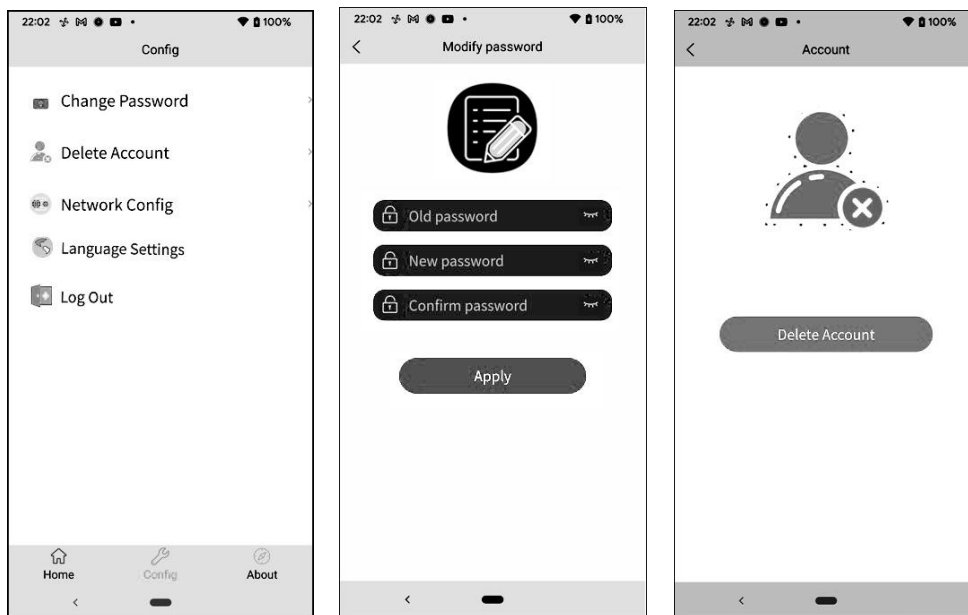 22:02 100%
Config
Change Password
Delete Account
Network Config
Language Settings
Log Out
Home Config About
22:02 100%
Modify password
Old password
New password
Confirm password
Apply
22:02 100%
Account
Delete Account